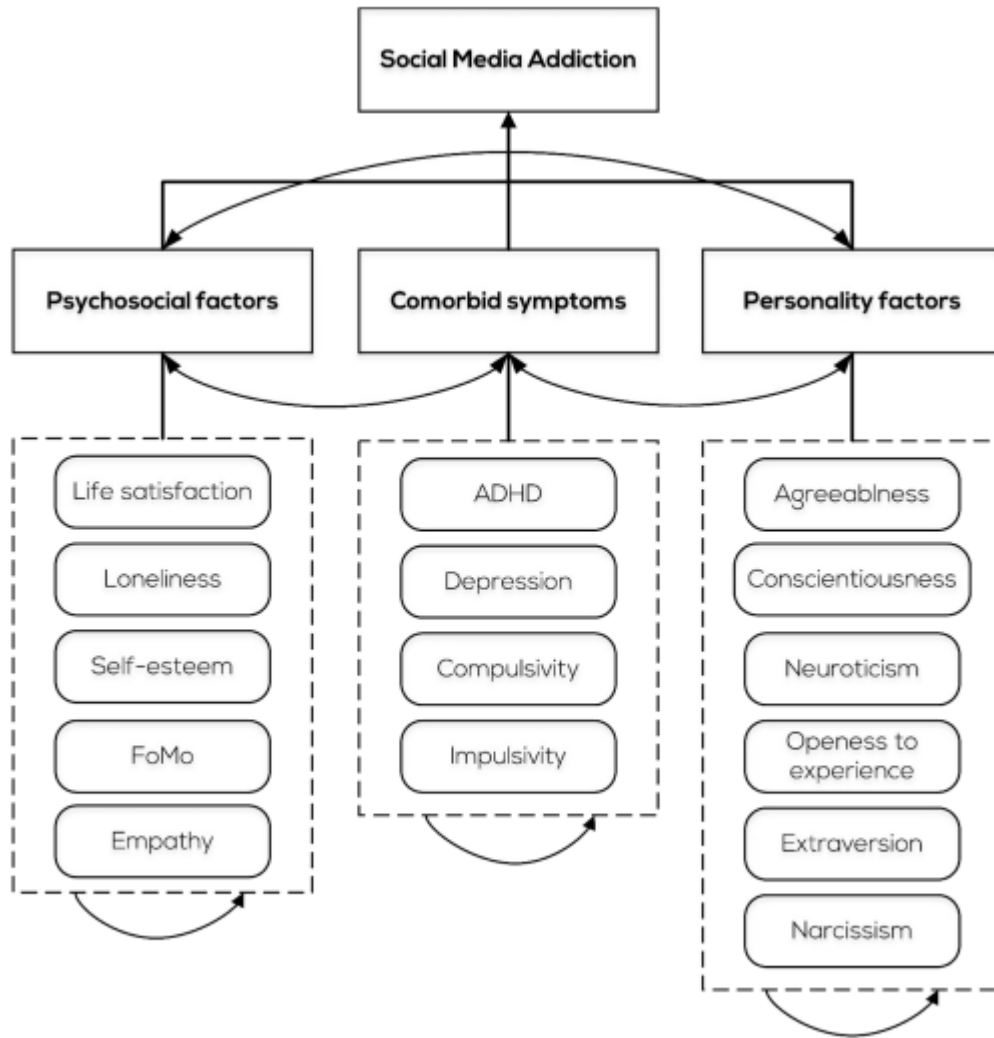 Social Media Addiction
Psychosocial factors
Comorbid symptoms
Personality factors
Life satisfaction
Loneliness
Self-esteem
FoMo
Empathy
ADHD
Depression
Compulsivity
Impulsivity
Agreeablness
Conscientiousness
Neuroticism
Openess to
experience
Extraversion
Narcissism